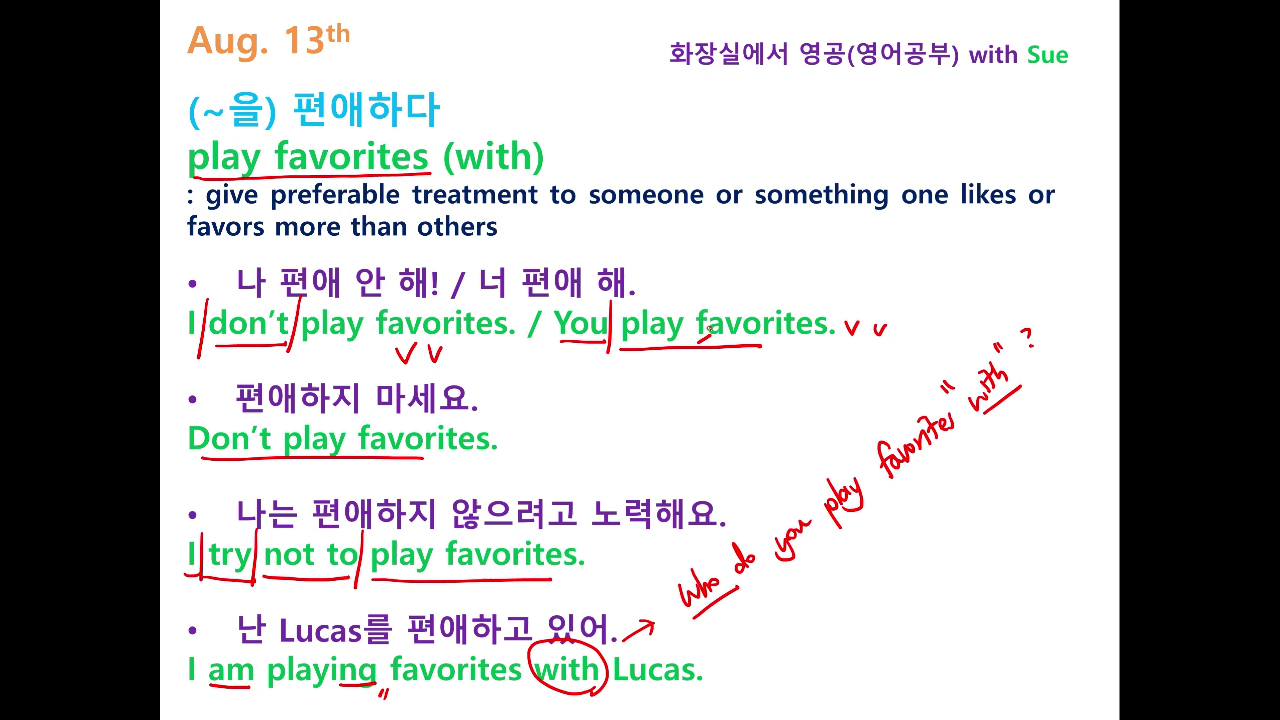 Aug. 13th
화장실에서 영공(영어공부) with Sue
(~을) 편애하다
play favorites (with)
: give preferable treatment to someone or something one likes or
favors more than others
• 나 편애 안 해! / 너 편애 해.
I don't play favorites. / You play favorites.
• 편애하지 마세요.
Don't play favorites.
• 나는 편애하지 않으려고 노력해요.
I try not to play favorites.
• 난 Lucas를 편애하고 있어.
I am playing favorites with Lucas.
→ who do you play favorites "with"?